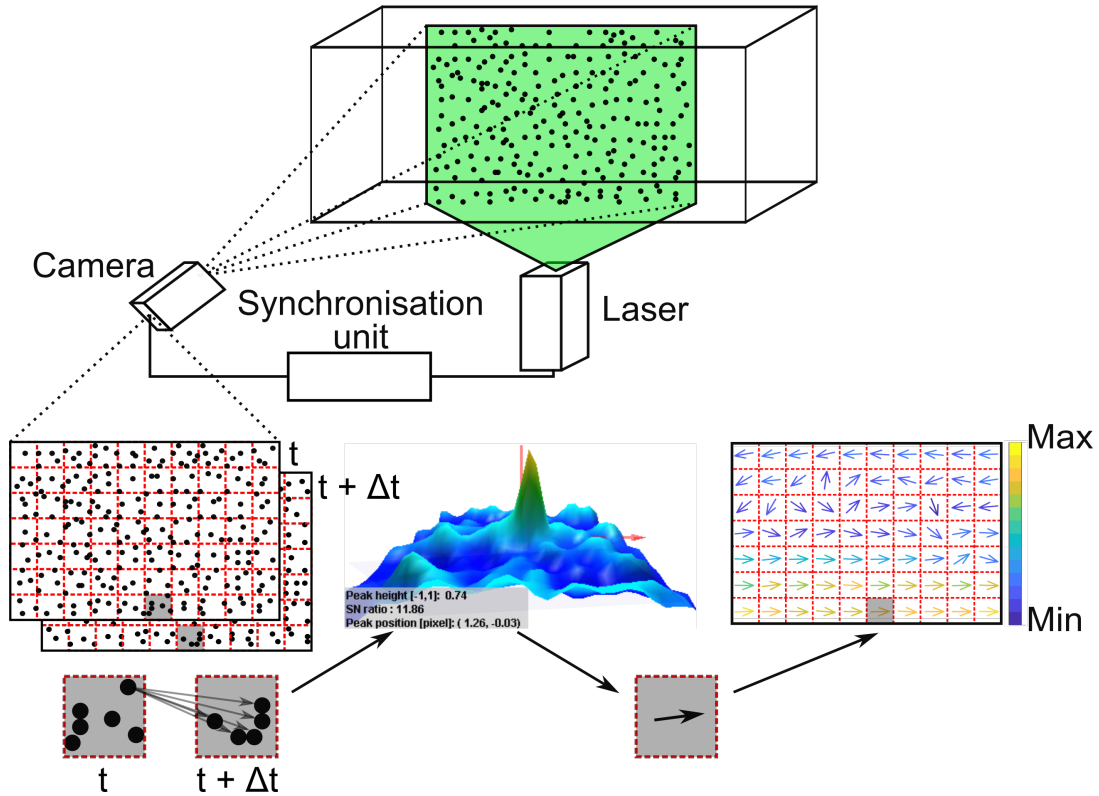 Camera
Synchronisation
unit
Laser
t
t + Δt
Max
Min
Peak height [-1,1]: 0.74
SN ratio : 11.86
Peak position [pixel]: ( 1.26, -0.03)
t
t + Δt